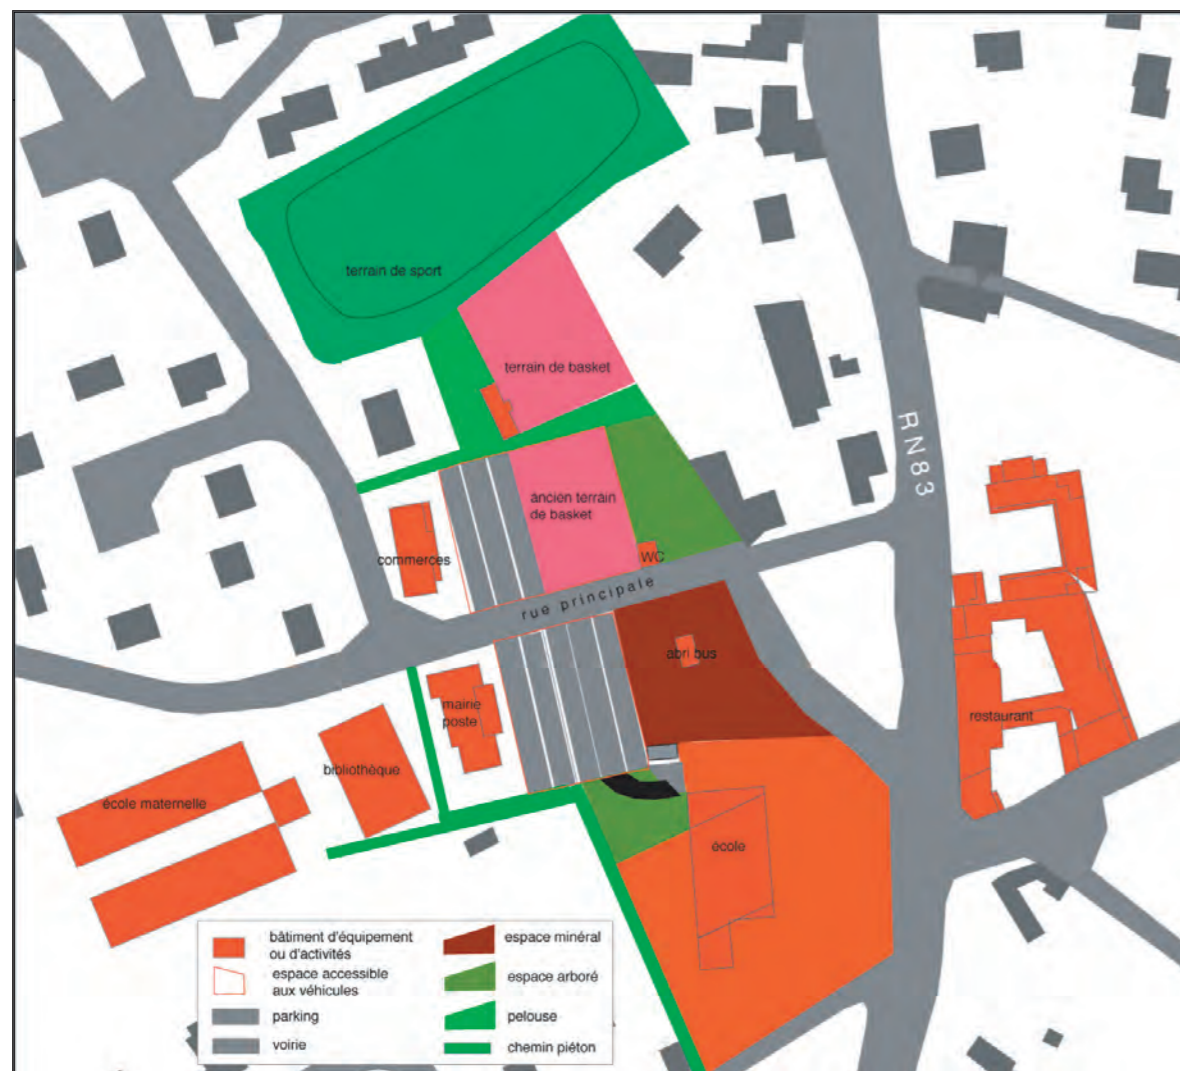 terrain de sport
terrain de basket
RN83
ancien terrain
de basket
WC
commerces
rue principale
abri bus
mairie
poste
restaurant
bibliothèque
école maternelle
école
bâtiment d'équipement
ou d'activités
espace accessible
aux véhicules
parking
voirie
espace minéral
espace arboré
pelouse
chemin piéton